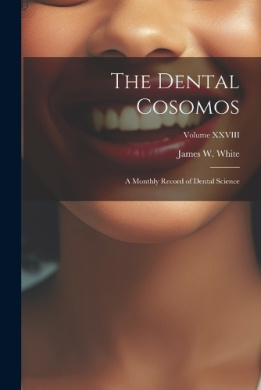 The Dental
Cosomos
Volume XXVIII
James W. White
A Monthly Record of Dental Science